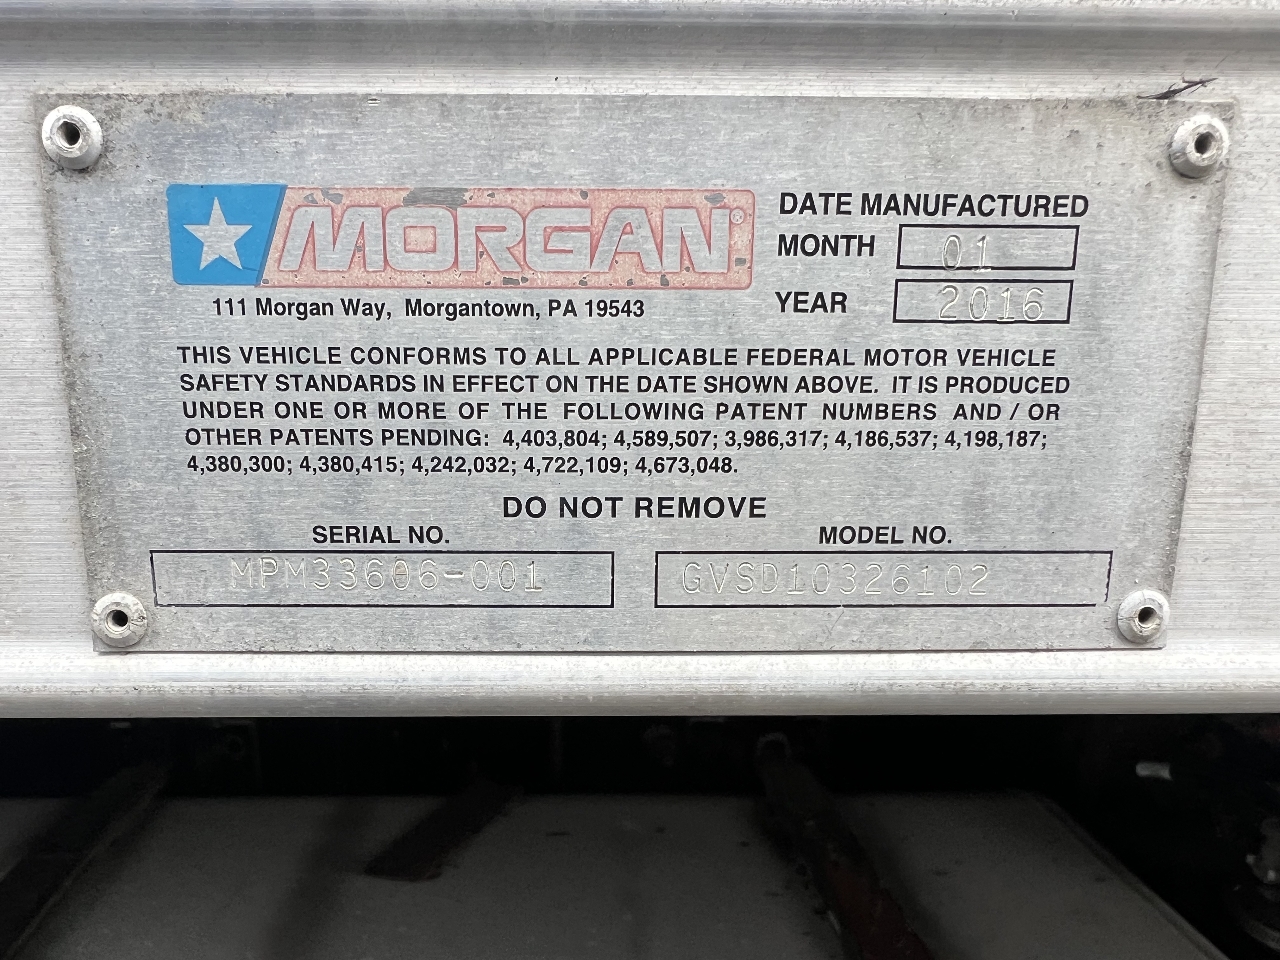 MORGAN®
111 Morgan Way, Morgantown, PA 19543
DATE MANUFACTURED
MONTH 01
YEAR 2016
THIS VEHICLE CONFORMS TO ALL APPLICABLE FEDERAL MOTOR VEHICLE
SAFETY STANDARDS IN EFFECT ON THE DATE SHOWN ABOVE. IT IS PRODUCED
UNDER ONE OR MORE OF THE FOLLOWING PATENT NUMBERS AND / OR
OTHER PATENTS PENDING: 4,403,804; 4,589,507; 3,986,317; 4,186,537; 4,198,187;
4,380,300; 4,380,415; 4,242,032; 4,722,109; 4,673,048.
DO NOT REMOVE
SERIAL NO. MODEL NO.
MPM33606-001 GVSD10326102